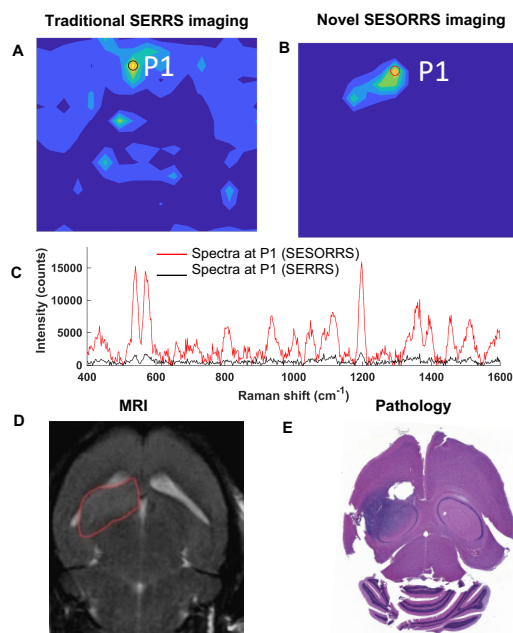 Traditional SERRS imaging
Novel SESORRS imaging
A
P1
B
P1
C
Spectra at P1 (SESORRS)
Spectra at P1 (SERRS)
Intensity (counts)
15000
10000
5000
0
400
600
800
1000
1200
1400
1600
Raman shift (cm-1)
MRI
Pathology
D
E